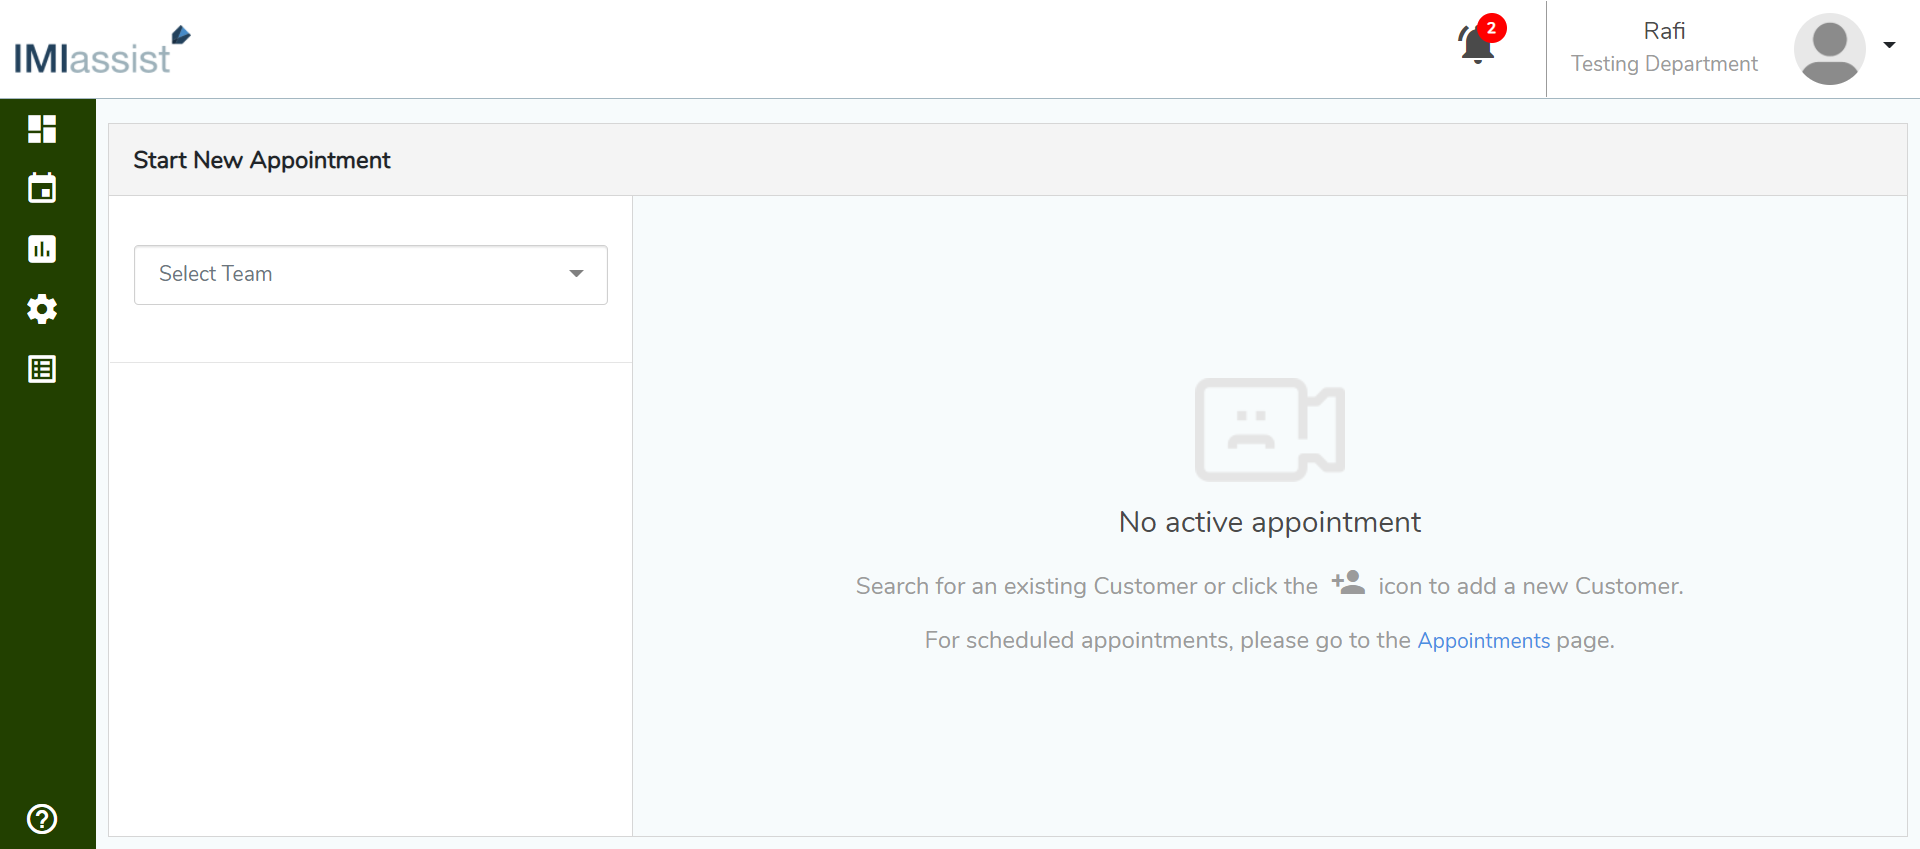 IMIassist
2
Rafi
Testing Department
Start New Appointment
Select Team
No active appointment
Search for an existing Customer or click the icon to add a new Customer.
For scheduled appointments, please go to the Appointments page.